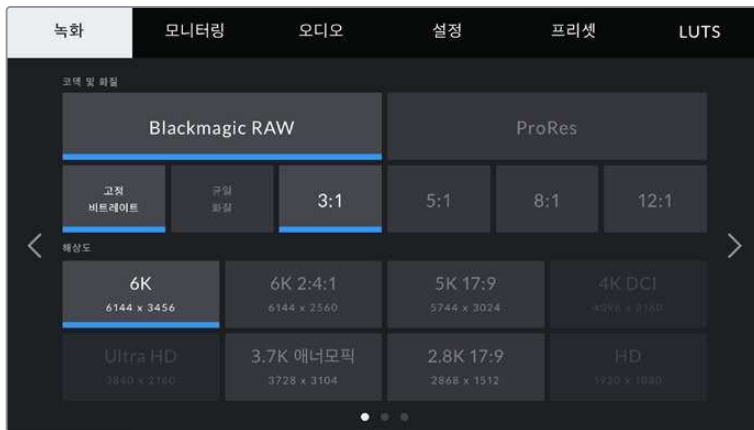 녹화 모니터링 오디오 설정 프리셋 LUTS
코덱 및 화질
Blackmagic RAW ProRes
고정 비트레이트 균일 화질 3:1 5:1 8:1 12:1
해상도
6K 6K 2:4:1 5K 17:9 4K DCI
6144 x 3456 6144 x 2560 5744 x 3024 4096 x 2160
Ultra HD 3.7K 애너모픽 2.8K 17:9 HD
3840 x 2160 3728 x 3104 2868 x 1512 1920 x 1080